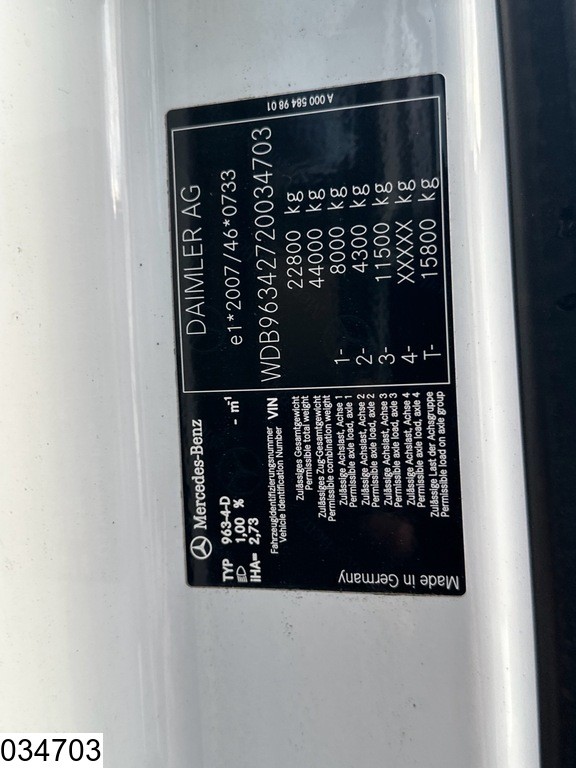 A 000 584 98 01
Mercedes-Benz DAIMLER AG
TYP 963-4-D
1,00 % - m¹ e1*2007/46*0733
IHA= 2,73
Fahrzeugidentifizierungsnummer
Vehicle Identification Number VIN WDB96342720034703
Zulässiges Gesamtgewicht
Permissible total weight 22800 kg
Zulässiges Zug-Gesamtgewicht
Permissible combination weight 44000 kg
Zulässige Achslast, Achse 1
Permissible axle load, axle 1 1- 8000 kg
Zulässige Achslast, Achse 2
Permissible axle load, axle 2 2- 4300 kg
Zulässige Achslast, Achse 3
Permissible axle load, axle 3 3- 11500 kg
Zulässige Achslast, Achse 4
Permissible axle load, axle 4 4- XXXXX kg
Zulässige Last der Achsgruppe
Permissible load on axle group T- 15800 kg
Made in Germany
034703